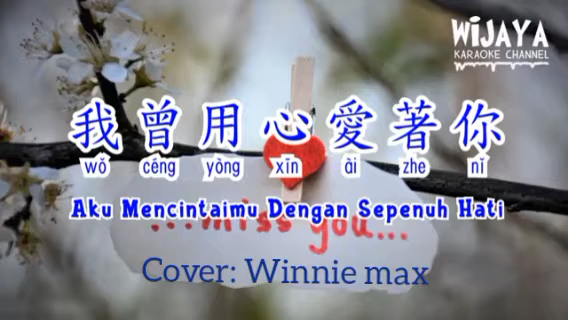 WiJAYA
KARAOKE CHANNEL
我曾用心愛著你
wǒ céng yòng xīn ài zhe nǐ
Aku Mencintaimu Dengan Sepenuh Hati
...miss you...
Cover: Winnie max